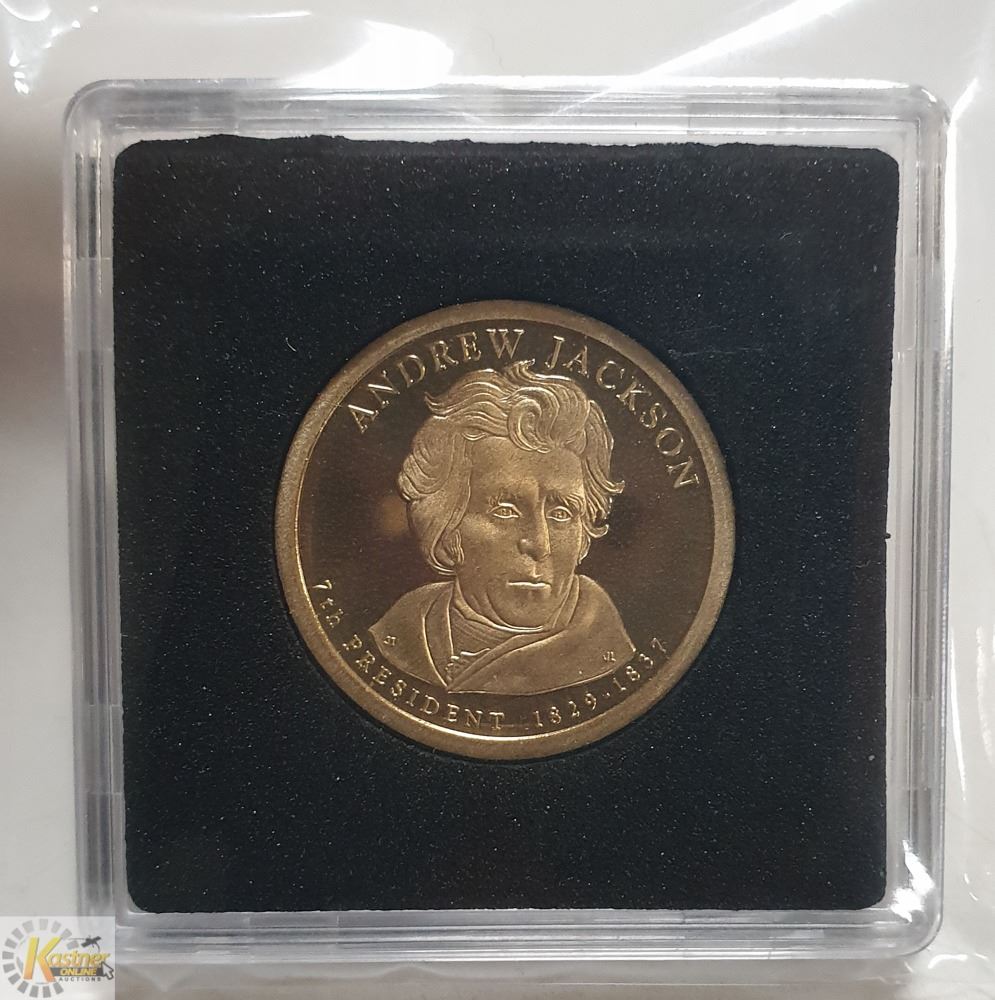 ANDREW JACKSON
7th PRESIDENT 1829-1837
Kastner
ONLINE
AUCTIONS